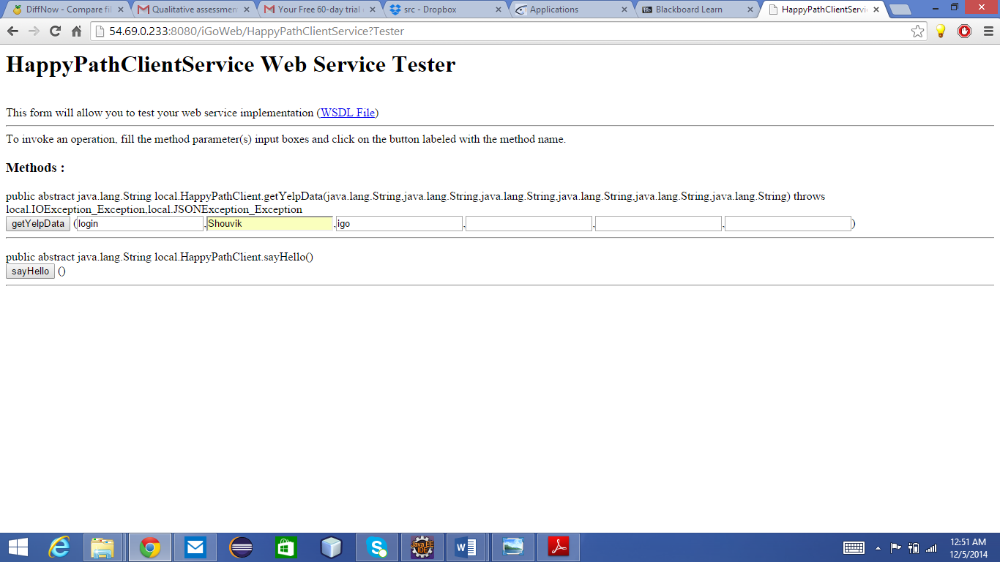 DiffNow - Compare fil
Qualitative assessmen
Your Free 60-day trial
src - Dropbox
Applications
Blackboard Learn
HappyPathClientServi
54.69.0.233:8080/iGoWeb/HappyPathClientService?Tester
HappyPathClientService Web Service Tester
This form will allow you to test your web service implementation (WSDL File)
To invoke an operation, fill the method parameter(s) input boxes and click on the button labeled with the method name.
Methods :
public abstract java.lang.String local.HappyPathClient.getYelpData(java.lang.String,java.lang.String,java.lang.String,java.lang.String,java.lang.String,java.lang.String) throws
local.IOException_Exception,local.JSONException_Exception
getYelpData (login,Shouvik,igo,,,)
public abstract java.lang.String local.HappyPathClient.sayHello()
sayHello ()
Java EE
IDE
12:51 AM
12/5/2014